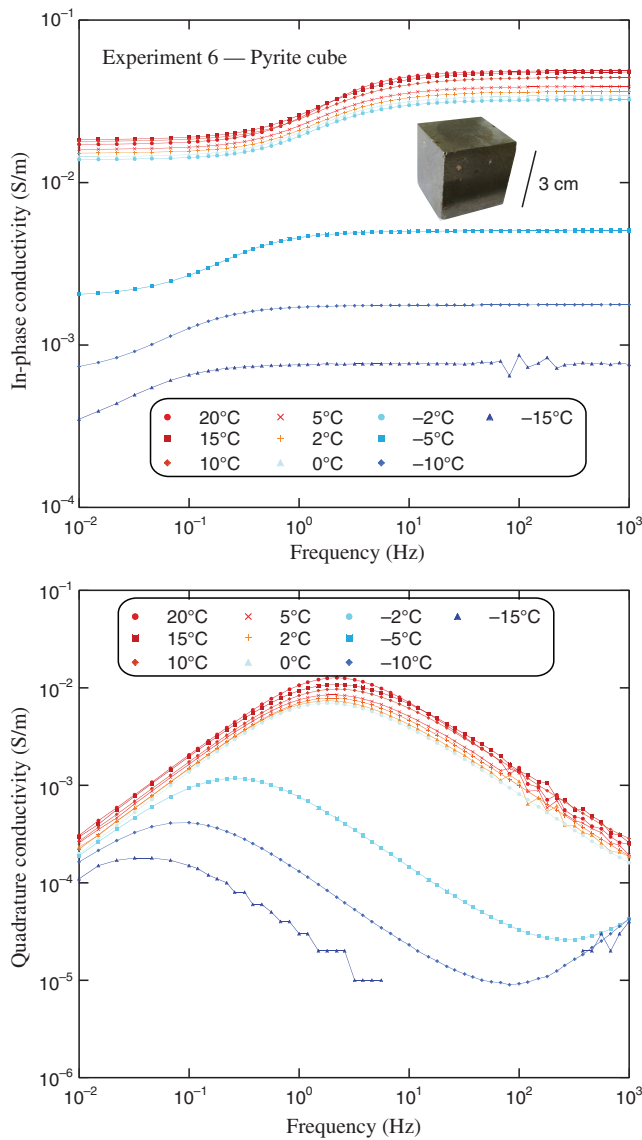 10⁻¹
Experiment 6 — Pyrite cube
10⁻²
3 cm
10⁻³
20°C 5°C –2°C –15°C
15°C 2°C –5°C
10°C 0°C –10°C
10⁻⁴
10⁻² 10⁻¹ 10⁰ 10¹ 10² 10³
Frequency (Hz)
In-phase conductivity (S/m)
10⁻¹
20°C 5°C –2°C –15°C
15°C 2°C –5°C
10°C 0°C –10°C
10⁻²
10⁻³
10⁻⁴
10⁻⁵
10⁻⁶
10⁻² 10⁻¹ 10⁰ 10¹ 10² 10³
Frequency (Hz)
Quadrature conductivity (S/m)